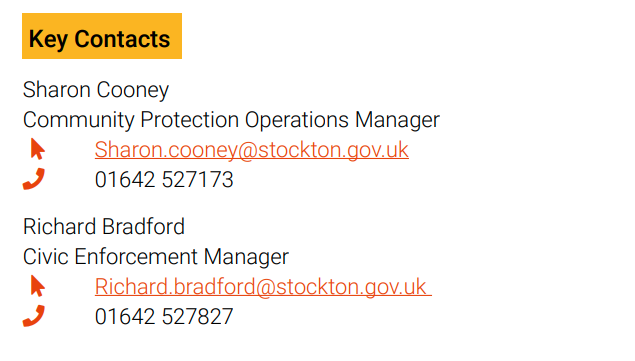 Key Contacts
Sharon Cooney
Community Protection Operations Manager
Sharon.cooney@stockton.gov.uk
01642 527173
Richard Bradford
Civic Enforcement Manager
Richard.bradford@stockton.gov.uk
01642 527827